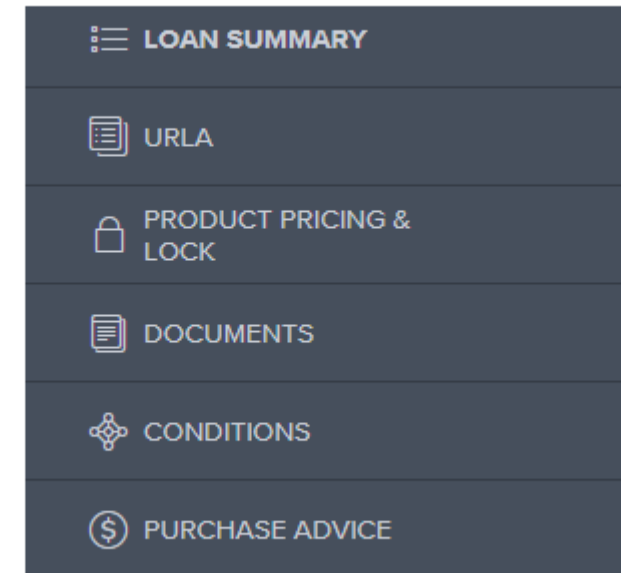 LOAN SUMMARY
URLA
PRODUCT PRICING &
LOCK
DOCUMENTS
CONDITIONS
PURCHASE ADVICE